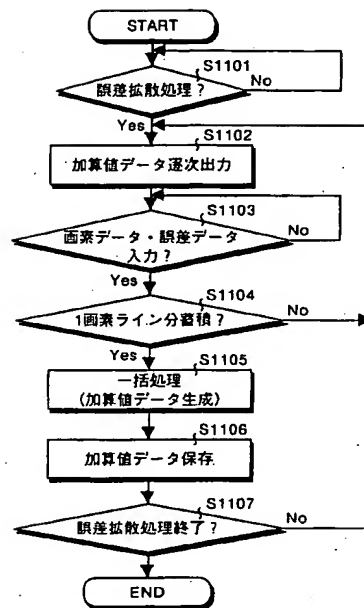 START
S1101
誤差拡散処理?
No
Yes
S1102
加算値データ逐次出力
S1103
画素データ・誤差データ
入力?
No
Yes
S1104
1画素ライン分蓄積?
No
Yes
S1105
一括処理
(加算値データ生成)
S1106
加算値データ保存
S1107
誤差拡散処理終了?
No
Yes
END